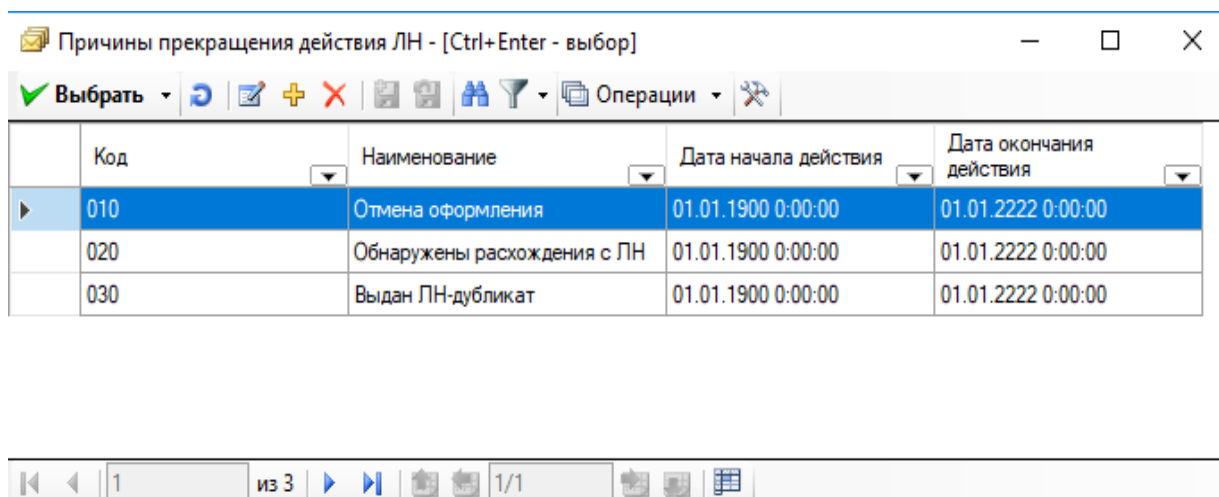 Причины прекращения действия ЛН - [Ctrl+Enter - выбор]
Выбрать Операции
Код Наименование Дата начала действия Дата окончания действия
010 Отмена оформления 01.01.1900 0:00:00 01.01.2222 0:00:00
020 Обнаружены расхождения с ЛН 01.01.1900 0:00:00 01.01.2222 0:00:00
030 Выдан ЛН-дубликат 01.01.1900 0:00:00 01.01.2222 0:00:00
1 из 3 1/1